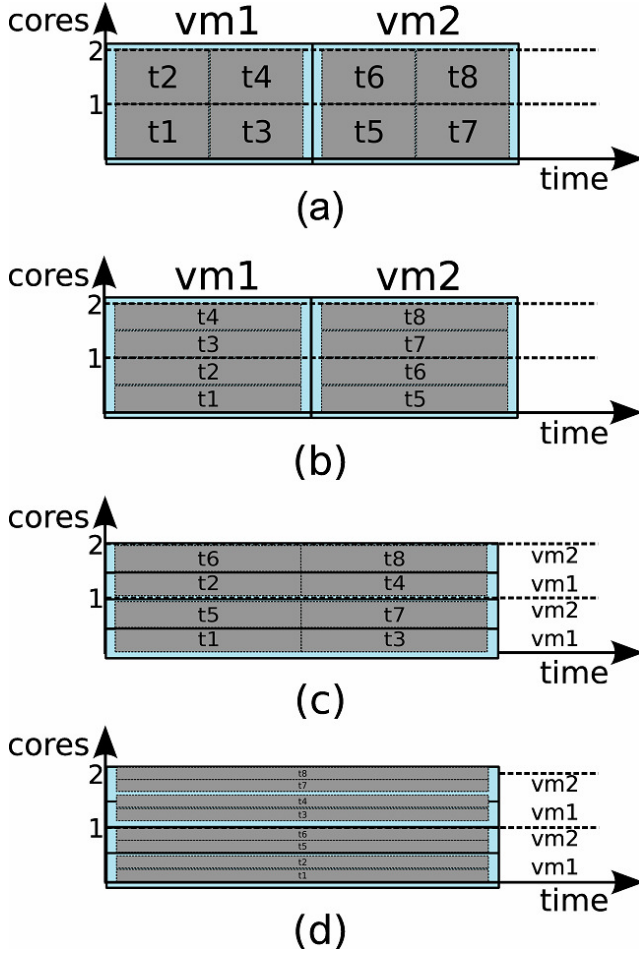 cores vm1 vm2
2 t2 t4 t6 t8
1 t1 t3 t5 t7
time
(a)
cores vm1 vm2
2 t4 t8
t3 t7
1 t2 t6
t1 t5
time
(b)
cores
2 t6 t8 vm2
t2 t4 vm1
1 t5 t7 vm2
t1 t3 vm1
time
(c)
cores
2 t8
t7 vm2
t4
t3 vm1
1 t6 vm2
t5
t2 vm1
t1
time
(d)